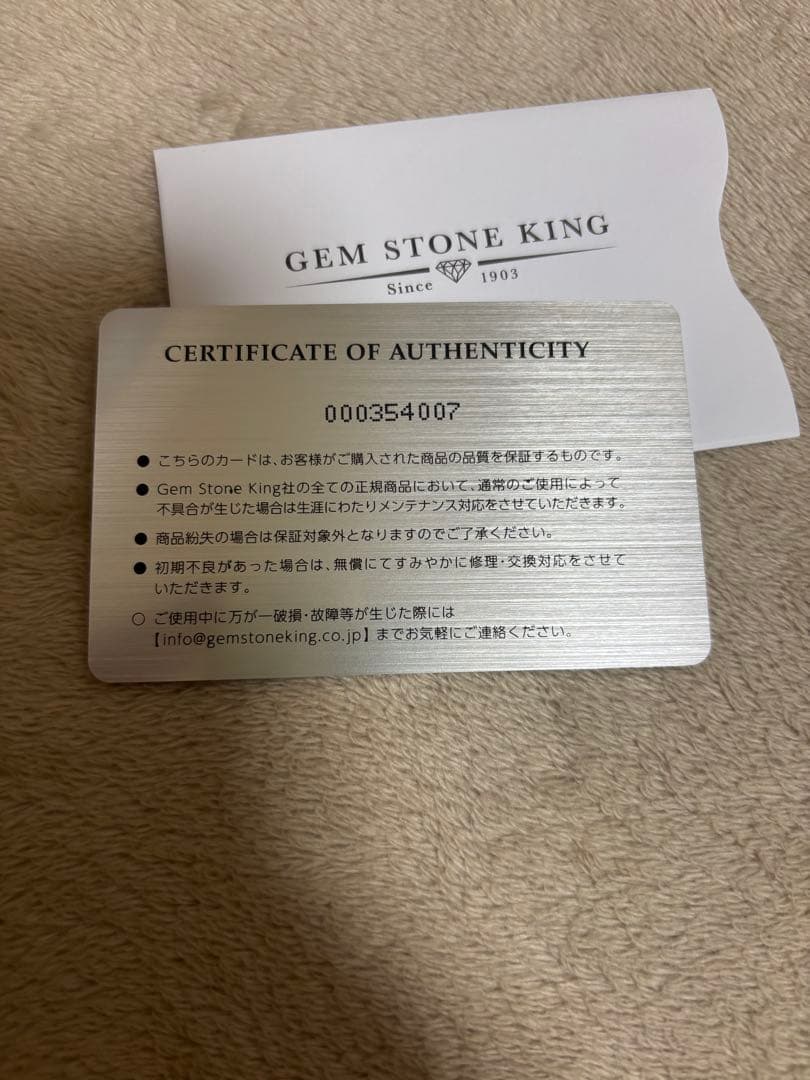 GEM STONE KING
Since 1903
CERTIFICATE OF AUTHENTICITY
000354007
● こちらのカードは、お客様がご購入された商品の品質を保証するものです。
● Gem Stone King社の全ての正規商品において、通常のご使用によって
不具合が生じた場合は生涯にわたりメンテナンス対応をさせていただきます。
● 商品紛失の場合は保証対象外となりますのでご了承ください。
● 初期不良があった場合は、無償にてすみやかに修理・交換対応をさせて
いただきます。
○ ご使用中に万が一破損・故障等が生じた際には
【info@gemstoneking.co.jp】までお気軽にご連絡ください。